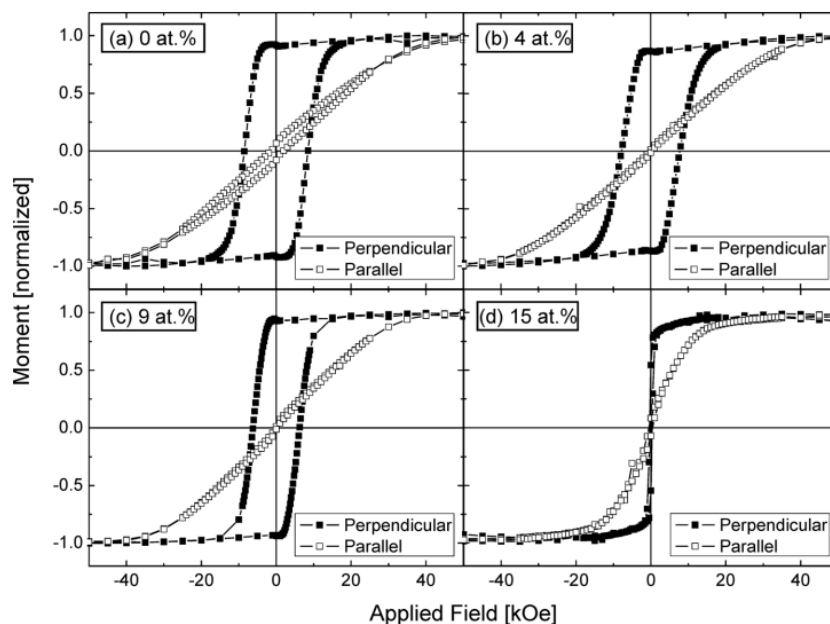 Moment [normalized]
(a) 0 at.%
1.0
0.5
0.0
-0.5
-1.0
Perpendicular
Parallel
(b) 4 at.%
Perpendicular
Parallel
(c) 9 at.%
1.0
0.5
0.0
-0.5
-1.0
Perpendicular
Parallel
(d) 15 at.%
Perpendicular
Parallel
-40 -20 0 20 40
-40 -20 0 20 40
Applied Field [kOe]